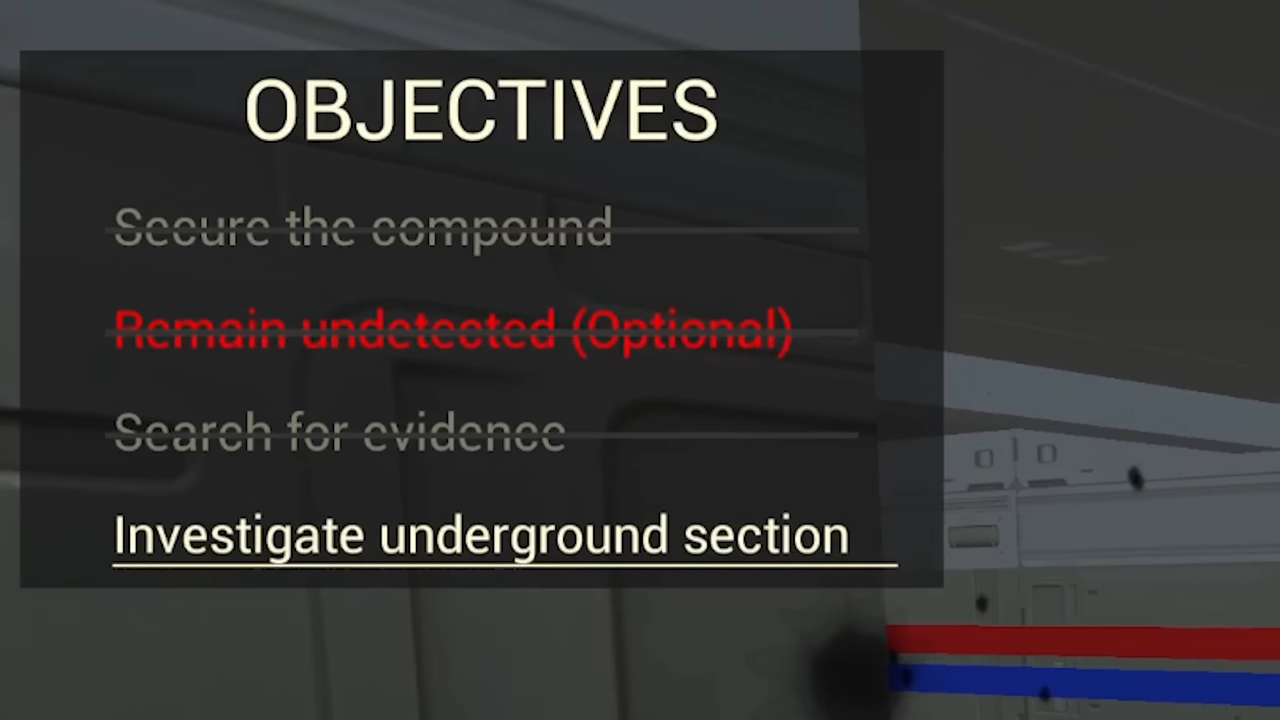 OBJECTIVES
Secure the compound
Remain undetected (Optional)
Search for evidence
Investigate underground section